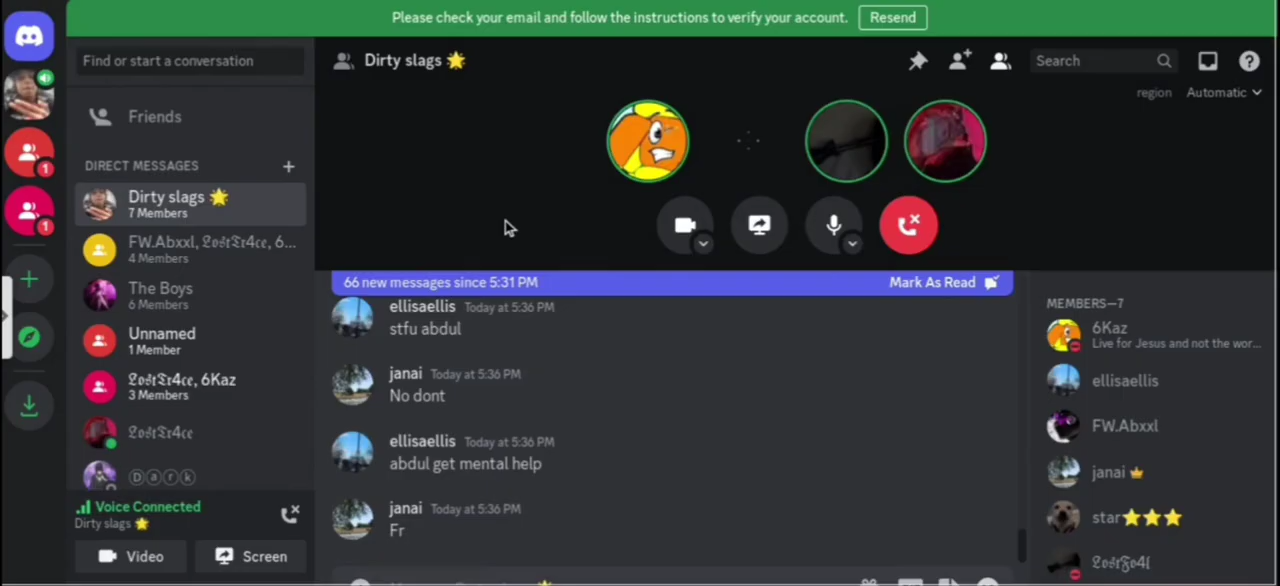 Please check your email and follow the instructions to verify your account. Resend
Find or start a conversation
Friends
DIRECT MESSAGES +
Dirty slags 🌟
7 Members
FW.Abxxl, 𝔏𝔬𝔰𝔱𝔗𝔯4𝔠𝔢, 6...
4 Members
The Boys
6 Members
Unnamed
1 Member
𝕷𝖔𝖘𝖙𝕿𝖗4𝖈𝖊, 6Kaz
3 Members
𝔏𝔬𝔰𝔱𝔗𝔯4𝔠𝔢
Ⓓⓐⓡⓚ
Voice Connected
Dirty slags 🌟
Video Screen
1
1
Dirty slags 🌟
Search
region Automatic
66 new messages since 5:31 PM Mark As Read
ellisaellis Today at 5:36 PM
stfu abdul
janai Today at 5:36 PM
No dont
ellisaellis Today at 5:36 PM
abdul get mental help
janai Today at 5:36 PM
Fr
MEMBERS—7
6Kaz
Live for Jesus and not the wor...
ellisaellis
FW.Abxxl
janai
star⭐⭐⭐